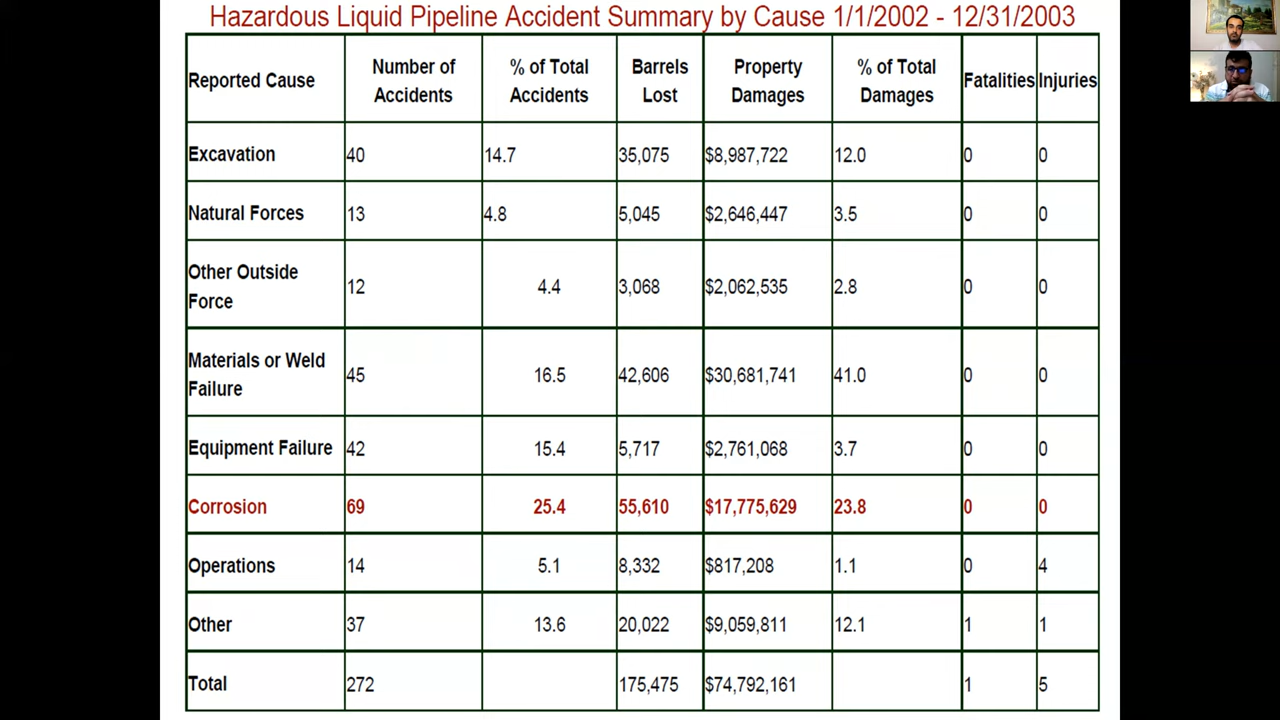 Hazardous Liquid Pipeline Accident Summary by Cause 1/1/2002 - 12/31/2003
Reported Cause Number of Accidents % of Total Accidents Barrels Lost Property Damages % of Total Damages Fatalities Injuries
Excavation 40 14.7 35,075 $8,987,722 12.0 0 0
Natural Forces 13 4.8 5,045 $2,646,447 3.5 0 0
Other Outside Force 12 4.4 3,068 $2,062,535 2.8 0 0
Materials or Weld Failure 45 16.5 42,606 $30,681,741 41.0 0 0
Equipment Failure 42 15.4 5,717 $2,761,068 3.7 0 0
Corrosion 69 25.4 55,610 $17,775,629 23.8 0 0
Operations 14 5.1 8,332 $817,208 1.1 0 4
Other 37 13.6 20,022 $9,059,811 12.1 1 1
Total 272 175,475 $74,792,161 1 5